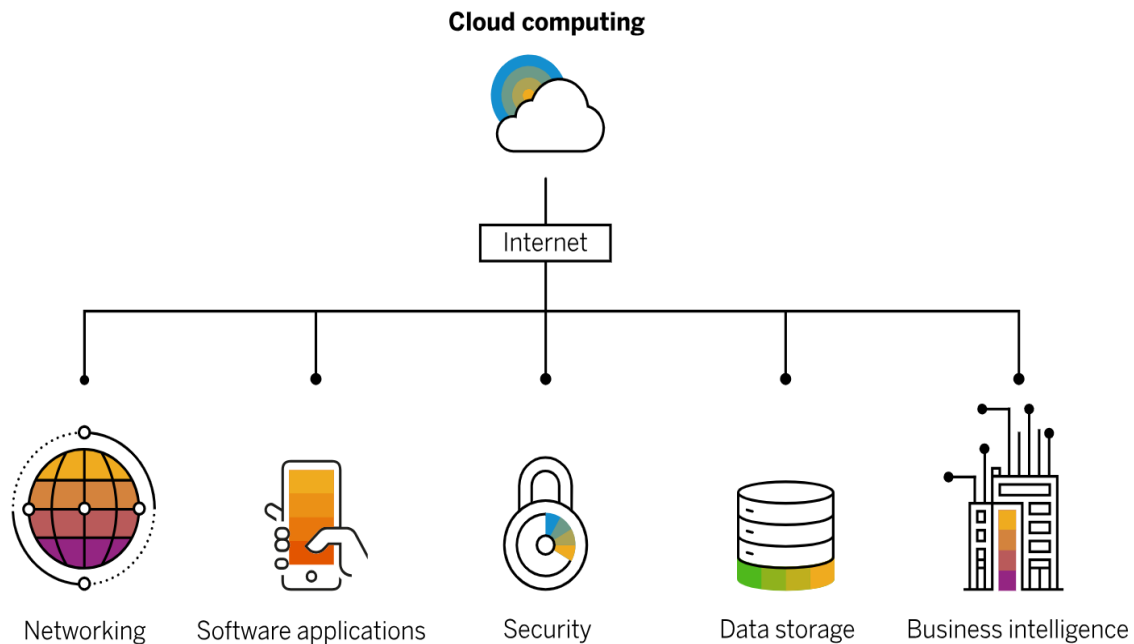 Cloud computing
Internet
Networking
Software applications
Security
Data storage
Business intelligence